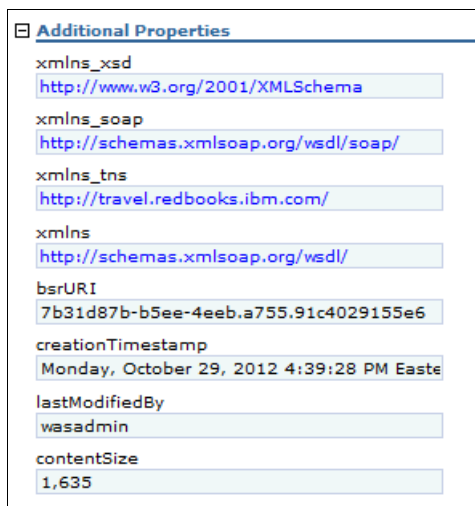 Additional Properties
xmlns_xsd
http://www.w3.org/2001/XMLSchema
xmlns_soap
http://schemas.xmlsoap.org/wsdl/soap/
xmlns_tns
http://travel.redbooks.ibm.com/
xmlns
http://schemas.xmlsoap.org/wsdl/
bsrURI
7b31d87b-b5ee-4eeb.a755.91c4029155e6
creationTimestamp
Monday, October 29, 2012 4:39:28 PM Easte
lastModifiedBy
wasadmin
contentSize
1,635